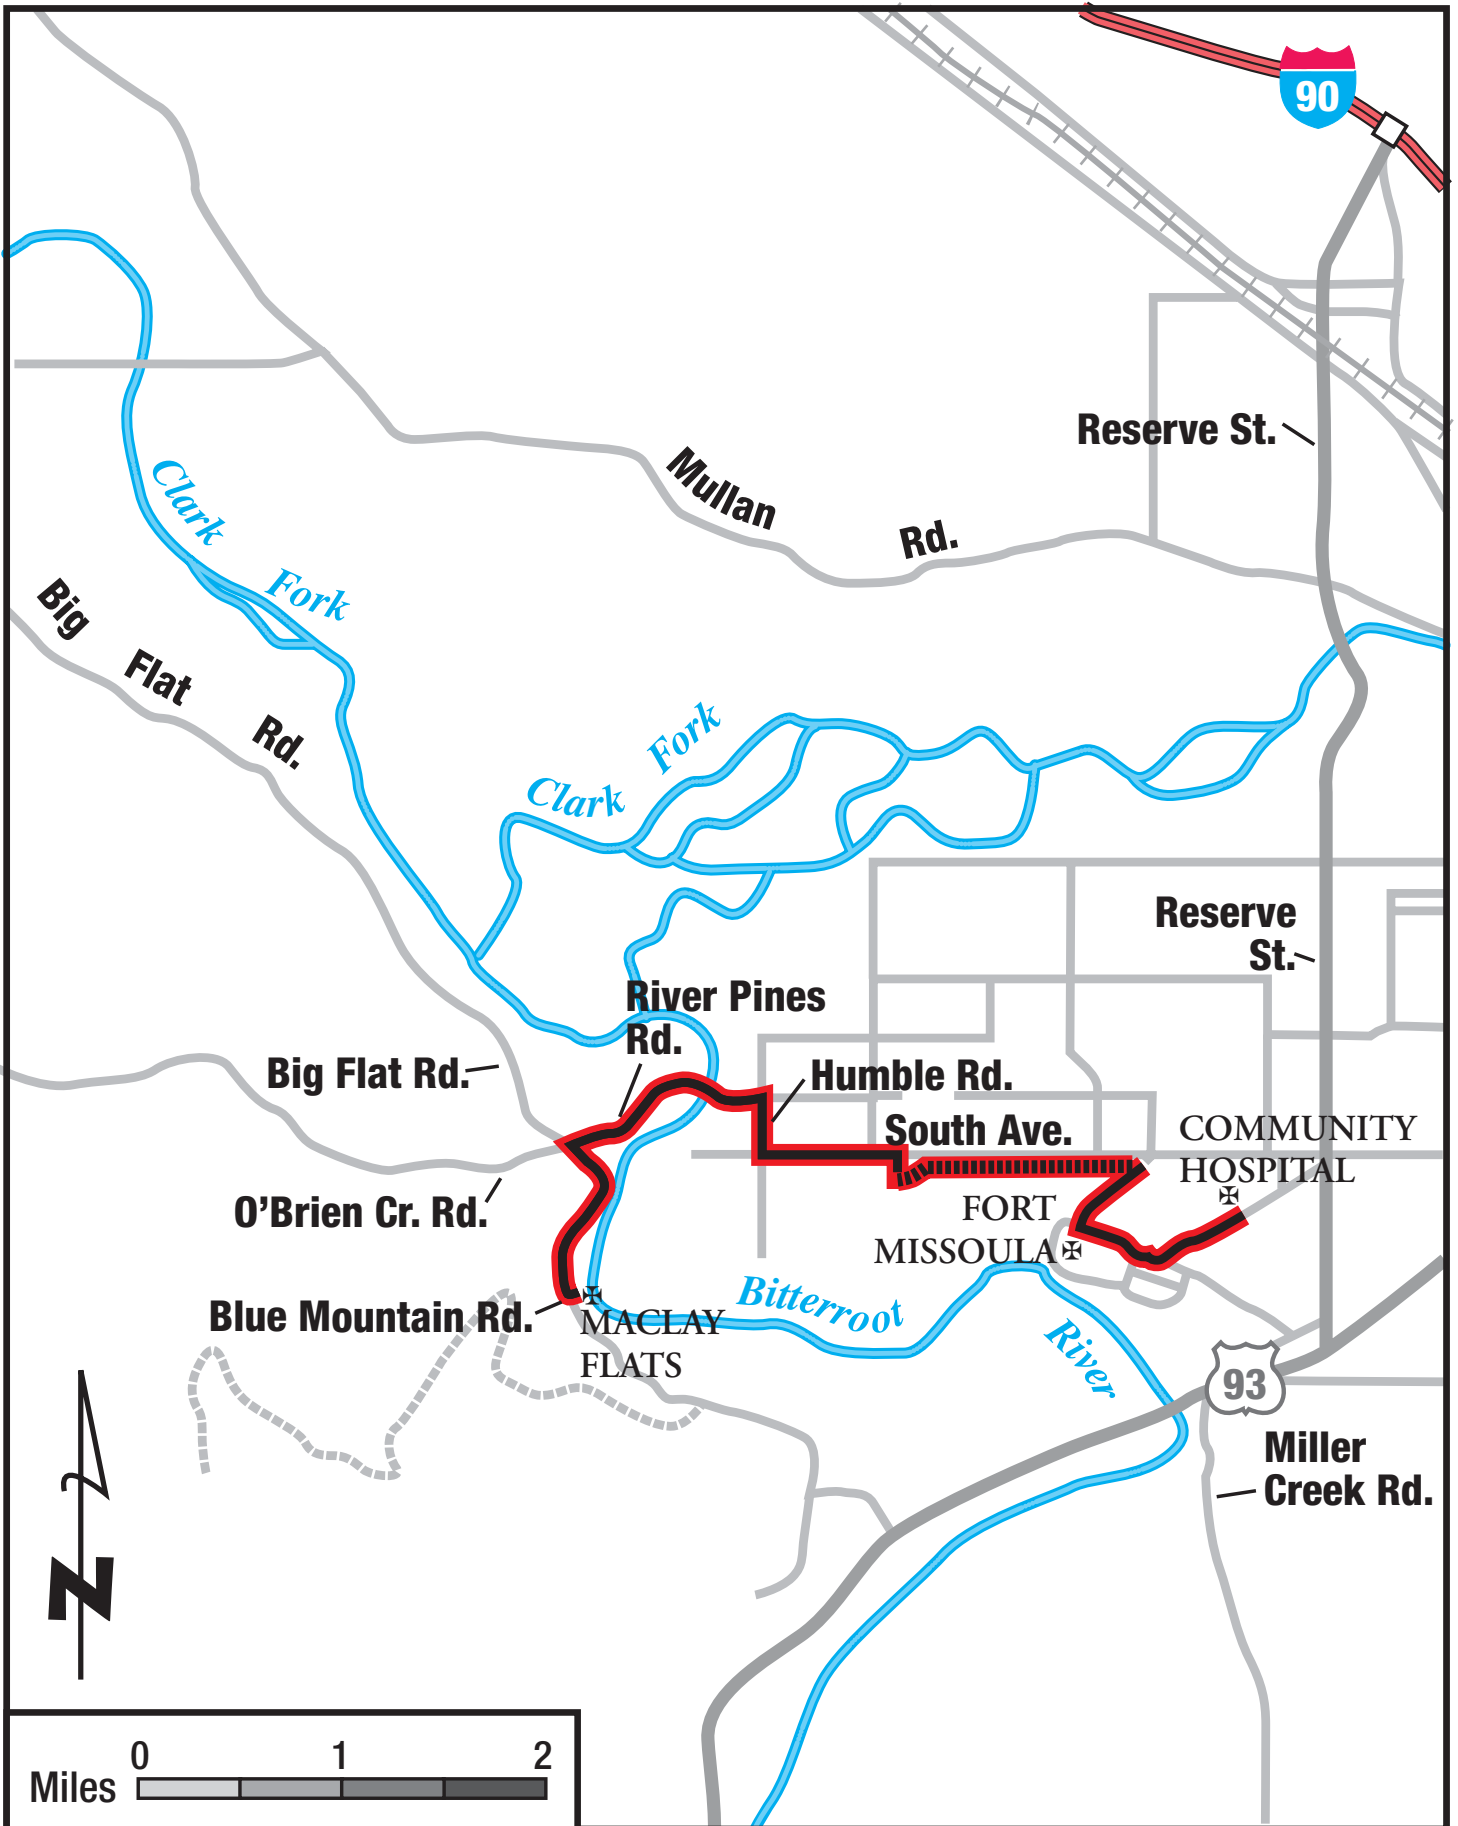 90
Reserve St.
Mullan Rd.
Clark Fork
Big Flat Rd.
Clark Fork
Reserve
St.
River Pines
Rd.
Big Flat Rd.
Humble Rd.
South Ave.
COMMUNITY
HOSPITAL
O'Brien Cr. Rd.
FORT
MISSOULA
Bitterroot River
Blue Mountain Rd.
MACLAY
FLATS
93
Miller
Creek Rd.
N
0 1 2
Miles